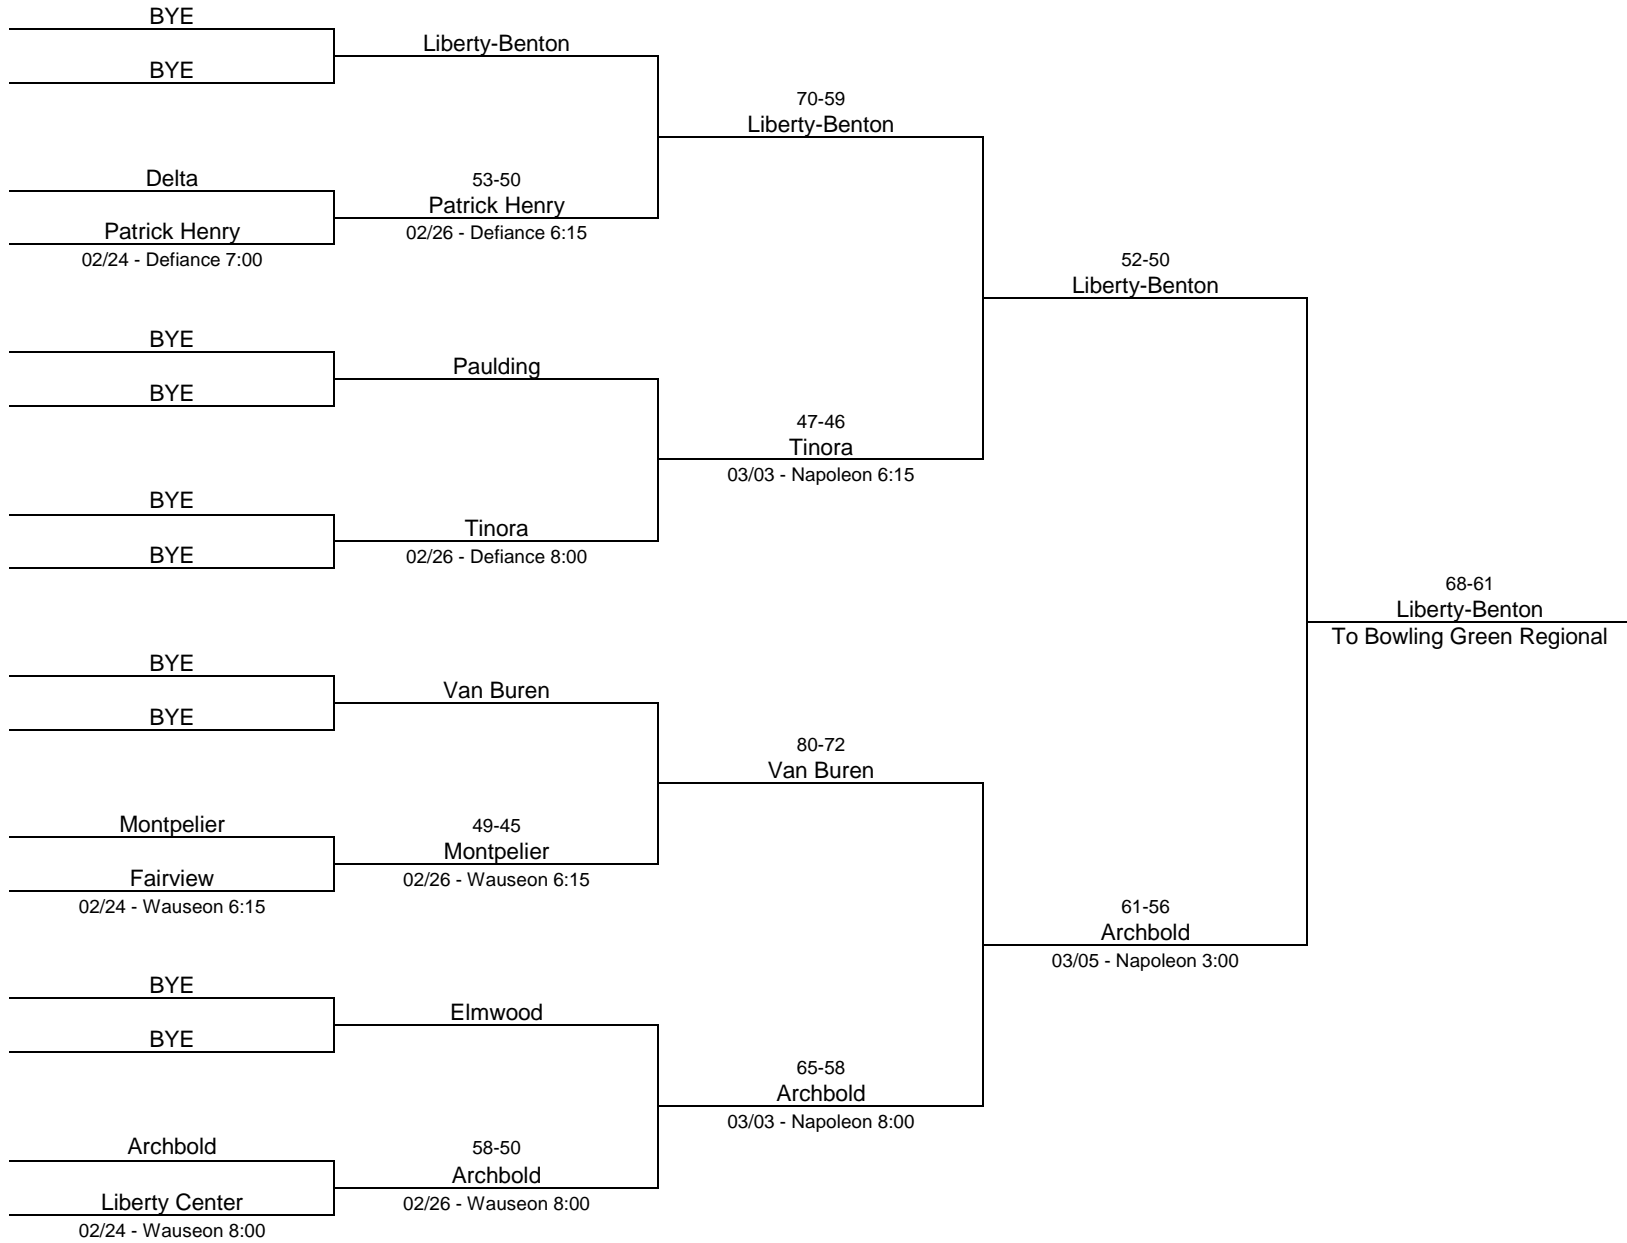 BYE
BYE
Liberty-Benton
Delta
Patrick Henry
02/24 - Defiance 7:00
53-50
Patrick Henry
02/26 - Defiance 6:15
70-59
Liberty-Benton
BYE
BYE
Paulding
BYE
BYE
Tinora
02/26 - Defiance 8:00
47-46
Tinora
03/03 - Napoleon 6:15
52-50
Liberty-Benton
BYE
BYE
Van Buren
Montpelier
Fairview
02/24 - Wauseon 6:15
49-45
Montpelier
02/26 - Wauseon 6:15
80-72
Van Buren
BYE
BYE
Elmwood
Archbold
Liberty Center
02/24 - Wauseon 8:00
58-50
Archbold
02/26 - Wauseon 8:00
65-58
Archbold
03/03 - Napoleon 8:00
61-56
Archbold
03/05 - Napoleon 3:00
68-61
Liberty-Benton
To Bowling Green Regional